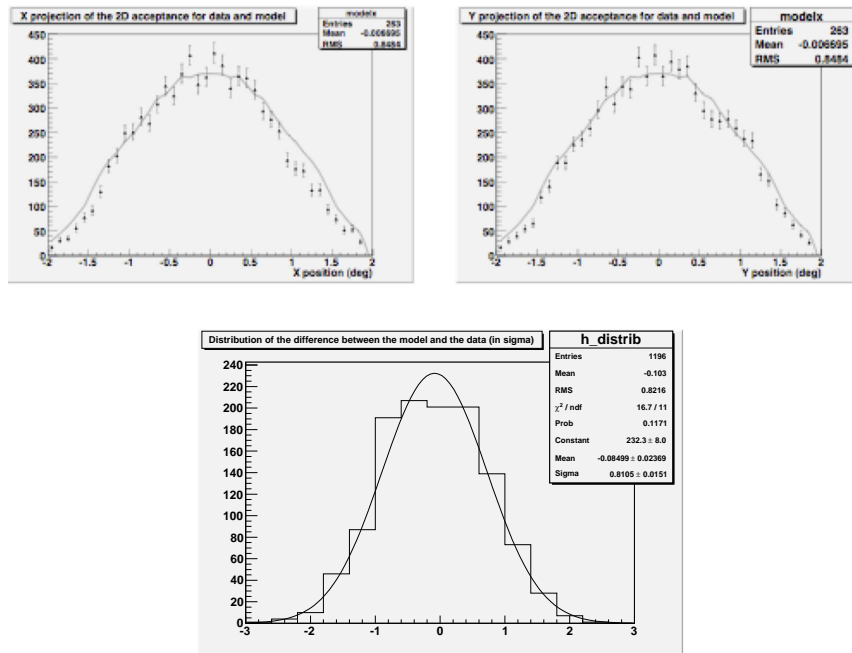 X projection of the 2D acceptance for data and model
modelx
Entries 263
Mean -0.006695
RMS 0.8484
450
400
350
300
250
200
150
100
50
0
-2 -1.5 -1 -0.5 0 0.5 1 1.5 2
X position (deg)
Y projection of the 2D acceptance for data and model
modelx
Entries 263
Mean -0.006695
RMS 0.8484
450
400
350
300
250
200
150
100
50
0
-2 -1.5 -1 -0.5 0 0.5 1 1.5 2
Y position (deg)
Distribution of the difference between the model and the data (in sigma)
h_distrib
Entries 1196
Mean -0.103
RMS 0.8216
χ² / ndf 16.7 / 11
Prob 0.1171
Constant 232.3 ± 8.0
Mean -0.08499 ± 0.02369
Sigma 0.8105 ± 0.0151
240
220
200
180
160
140
120
100
80
60
40
20
0
-3 -2 -1 0 1 2 3